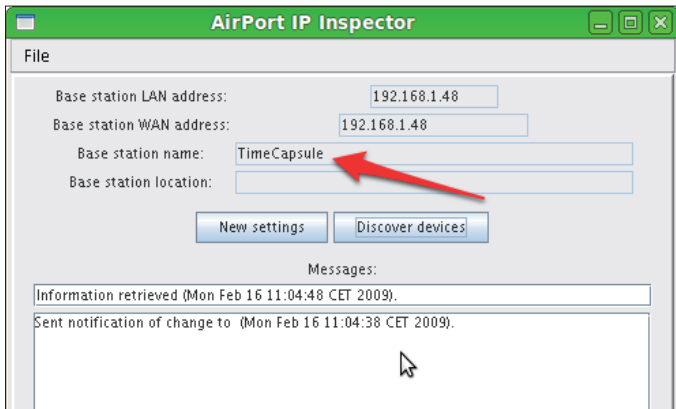 AirPort IP Inspector
File
Base station LAN address: 192.168.1.48
Base station WAN address: 192.168.1.48
Base station name: TimeCapsule
Base station location:
New settings Discover devices
Messages:
Information retrieved (Mon Feb 16 11:04:48 CET 2009).
Sent notification of change to  (Mon Feb 16 11:04:38 CET 2009).